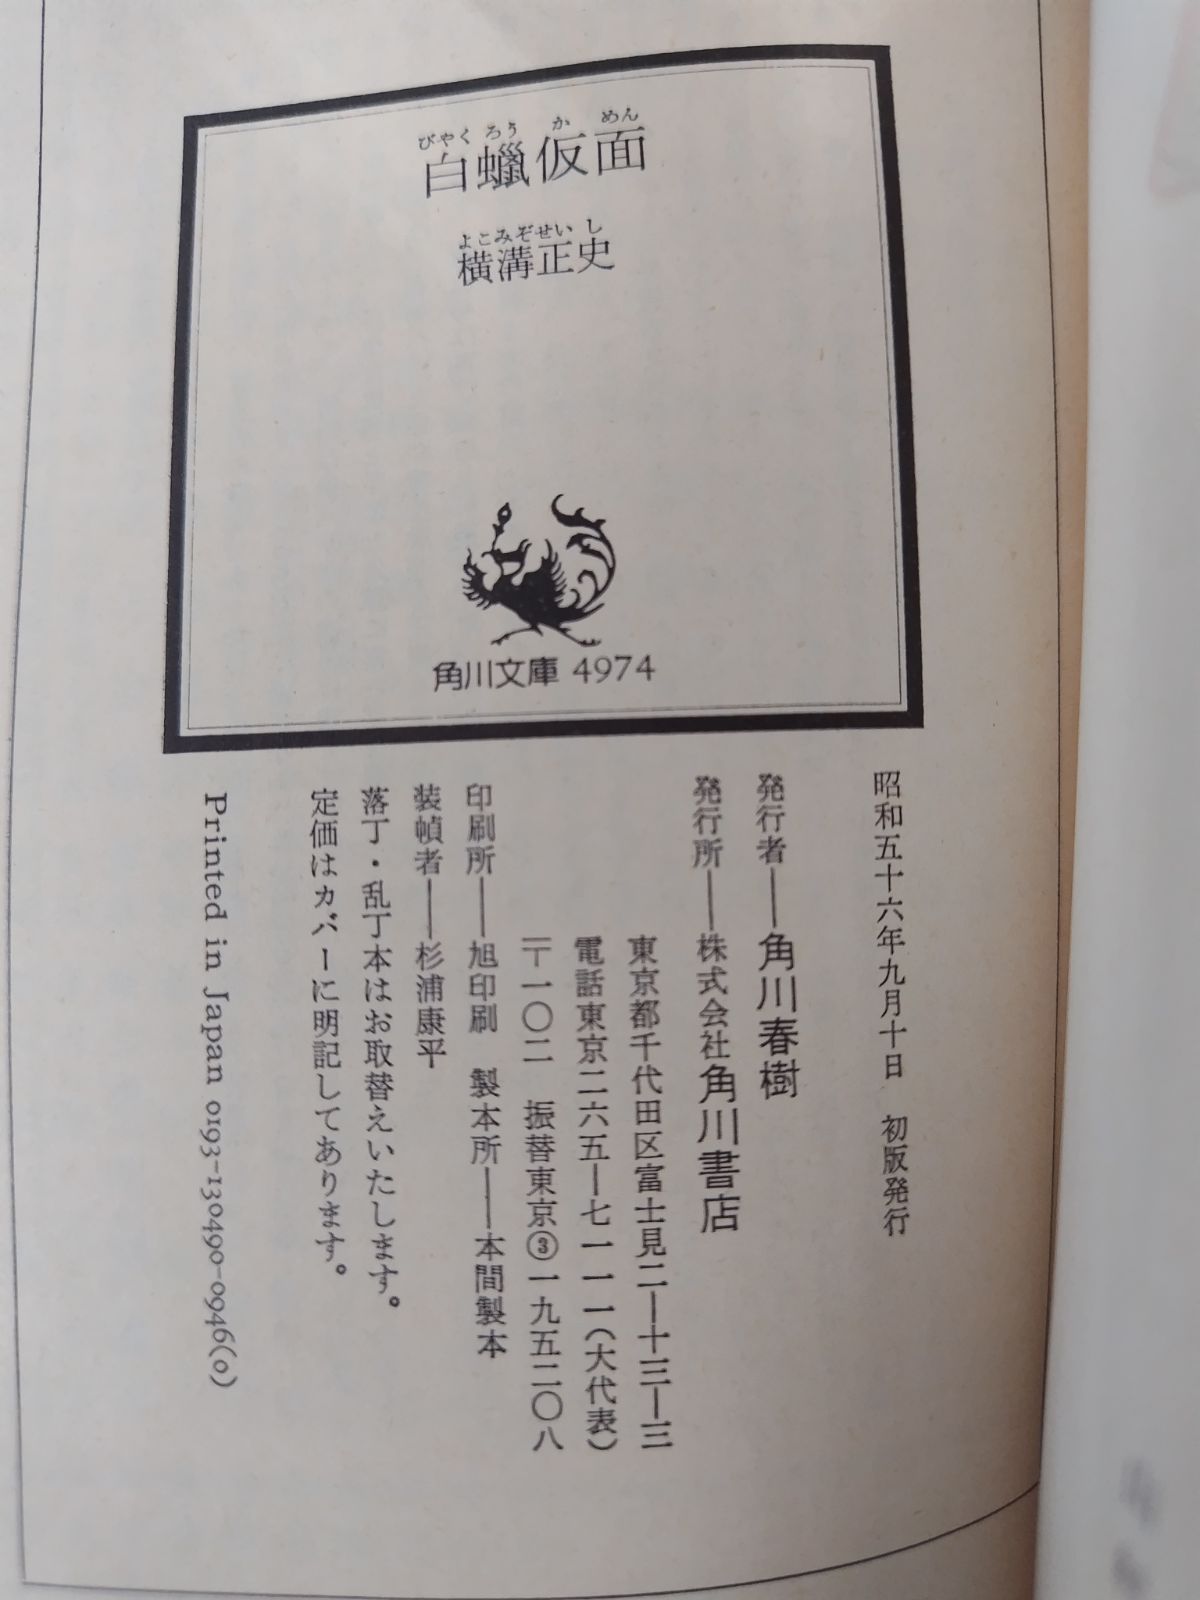 びゃくろうかめん
白蠟仮面
よこみぞせいし
横溝正史
角川文庫 4974
昭和五十六年九月十日 初版発行
発行者――角川春樹
発行所――株式会社角川書店
東京都千代田区富士見二―十三―三
電話東京二六五―七一一一(大代表)
〒一〇二 振替東京③一九五二〇八
印刷所――旭印刷 製本所――本間製本
装幀者――杉浦康平
落丁・乱丁本はお取替えいたします。
定価はカバーに明記してあります。
Printed in Japan 0193-130490-0946(0)